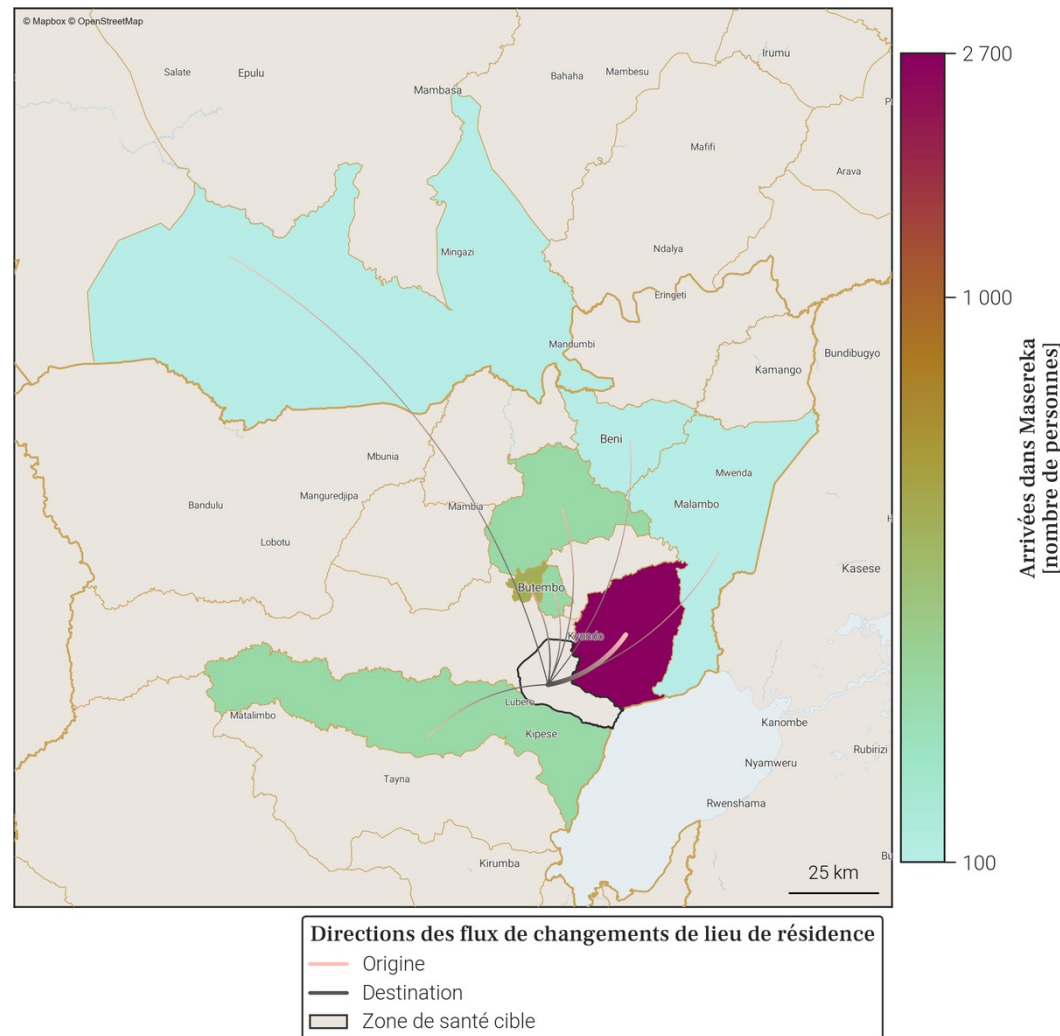 © Mapbox © OpenStreetMap
Salate
Epulu
Mambasa
Bahaha
Mambesu
Irumu
Mafifi
Arava
Mingazi
Ndalya
Eringeti
Mandumbi
Kamango
Bundibugyo
Beni
Mbunia
Manguredjipa
Mambia
Bandulu
Lobotu
Mwenda
Malambo
Kasese
Butembo
Kyondo
Lubero
Kipese
Matalimbo
Tayna
Kirumba
Kanombe
Rubirizi
Nyamweru
Rwenshama
Bu
25 km
2 700
1 000
100
Arrivées dans Masereka
[nombre de personnes]
Directions des flux de changements de lieu de résidence
Origine
Destination
Zone de santé cible